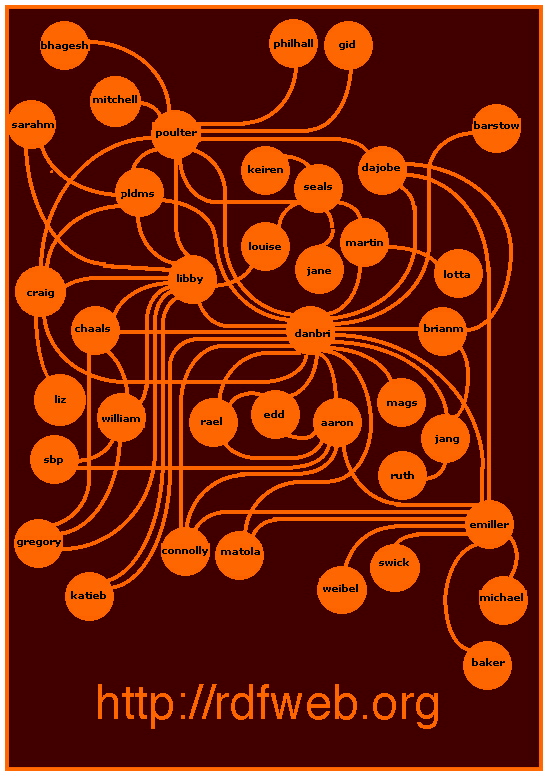 bhagesh
philhall
gid
mitchell
sarahm
poulter
barstow
keiren
dajobe
seals
pldms
louise
martin
jane
lotta
libby
craig
chaals
danbri
brianm
liz
william
rael
edd
aaron
mags
jang
sbp
ruth
gregory
connolly
matola
emiller
swick
weibel
katieb
michael
baker
http://rdfweb.org